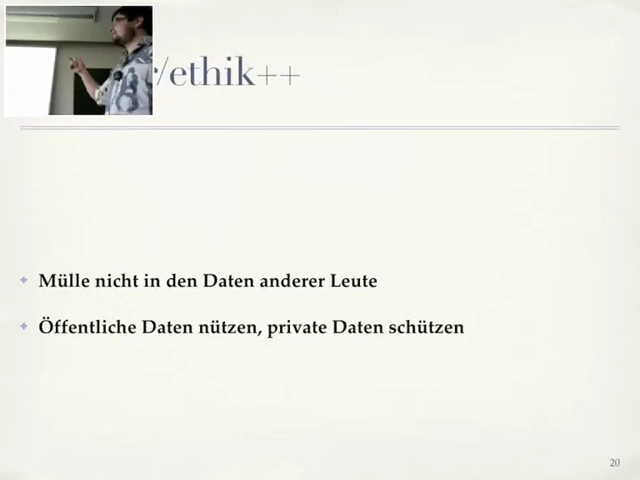 /ethik++
Mülle nicht in den Daten anderer Leute
Öffentliche Daten nützen, private Daten schützen
20